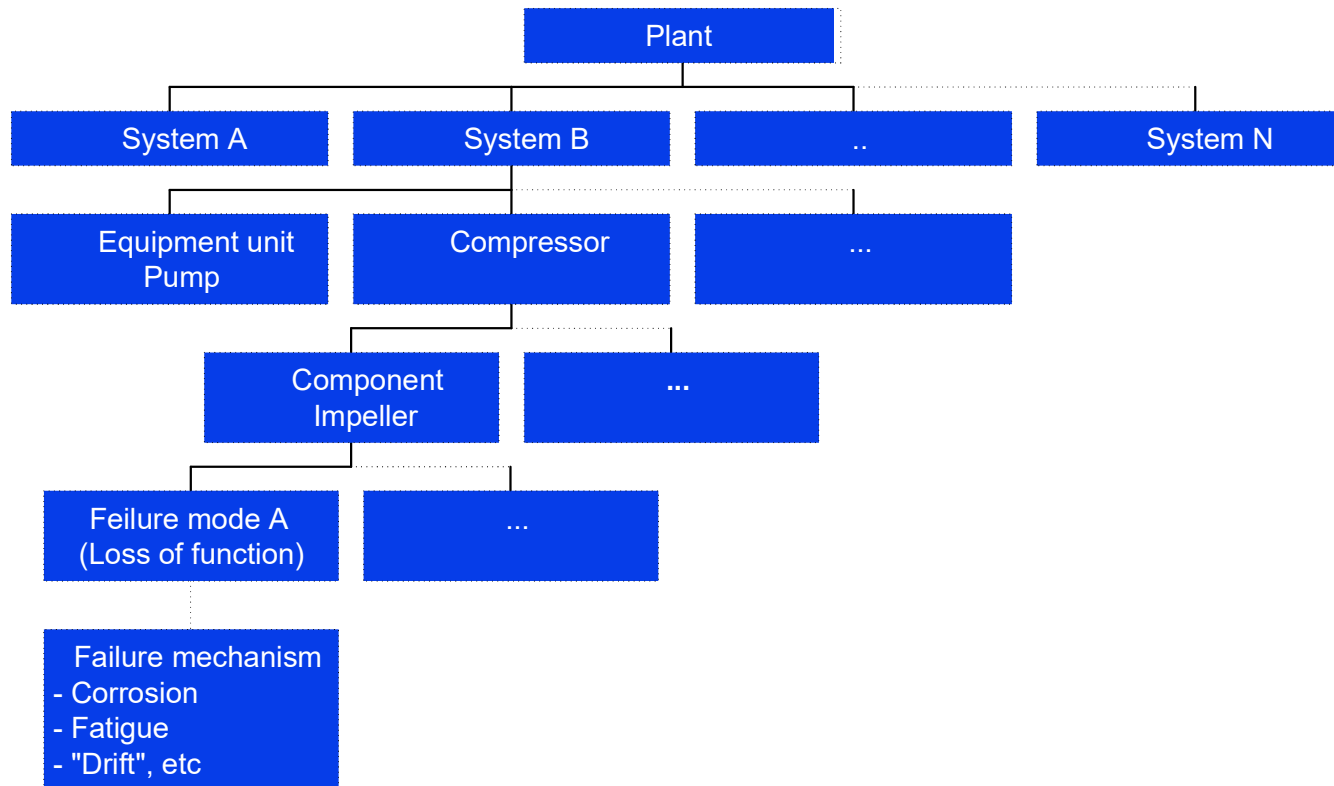 Plant
System A
System B
..
System N
Equipment unit
Pump
Compressor
...
Component
Impeller
...
Feilure mode A
(Loss of function)
...
Failure mechanism
- Corrosion
- Fatigue
- "Drift", etc